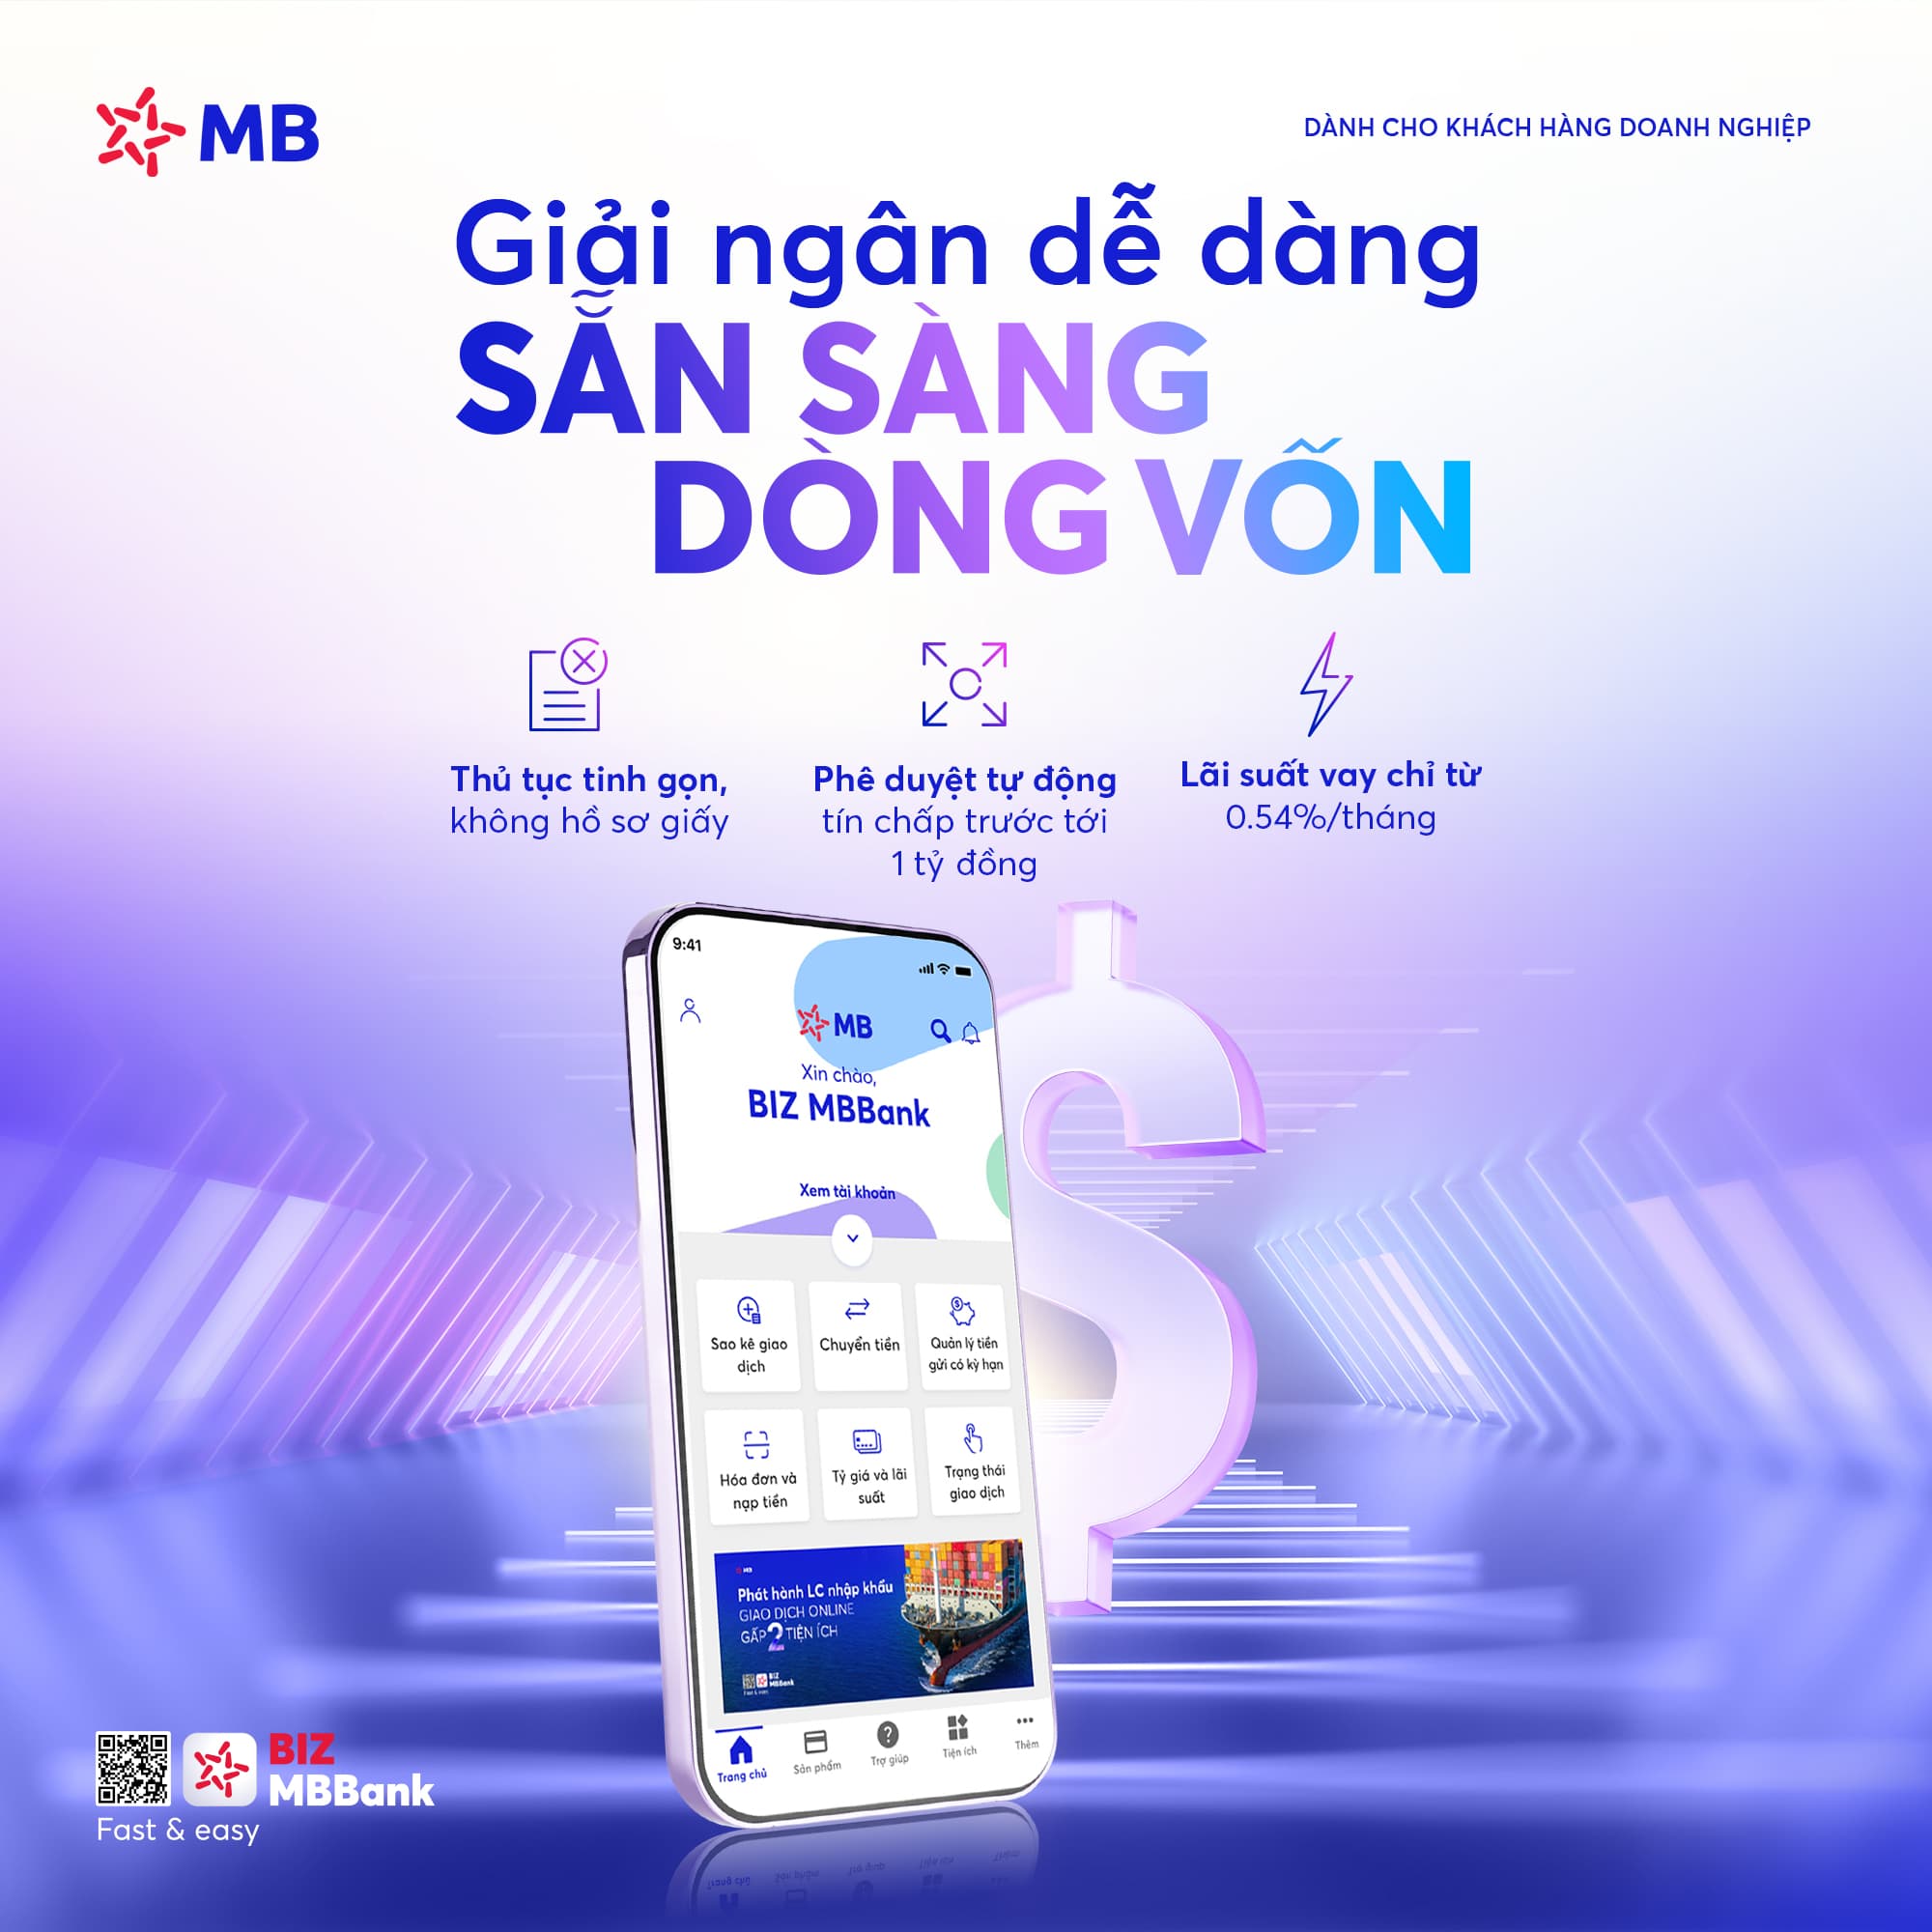 MB
DÀNH CHO KHÁCH HÀNG DOANH NGHIỆP
Giải ngân dễ dàng
SẴN SÀNG
DÒNG VỐN
Thủ tục tinh gọn,
không hồ sơ giấy
Phê duyệt tự động
tín chấp trước tới
1 tỷ đồng
Lãi suất vay chỉ từ
0.54%/tháng
9:41
MB
Xin chào,
BIZ MBBank
Xem tài khoản
Sao kê giao
dịch
Chuyển tiền
Quản lý tiền
gửi có kỳ hạn
Hóa đơn và
nạp tiền
Tỷ giá và lãi
suất
Trạng thái
giao dịch
MB
Phát hành LC nhập khẩu
GIAO DỊCH ONLINE
GẤP 2 TIỆN ÍCH
BIZ
MBBank
Trang chủ
Sản phẩm
Trợ giúp
Tiện ích
Thêm
BIZ
MBBank
Fast & easy